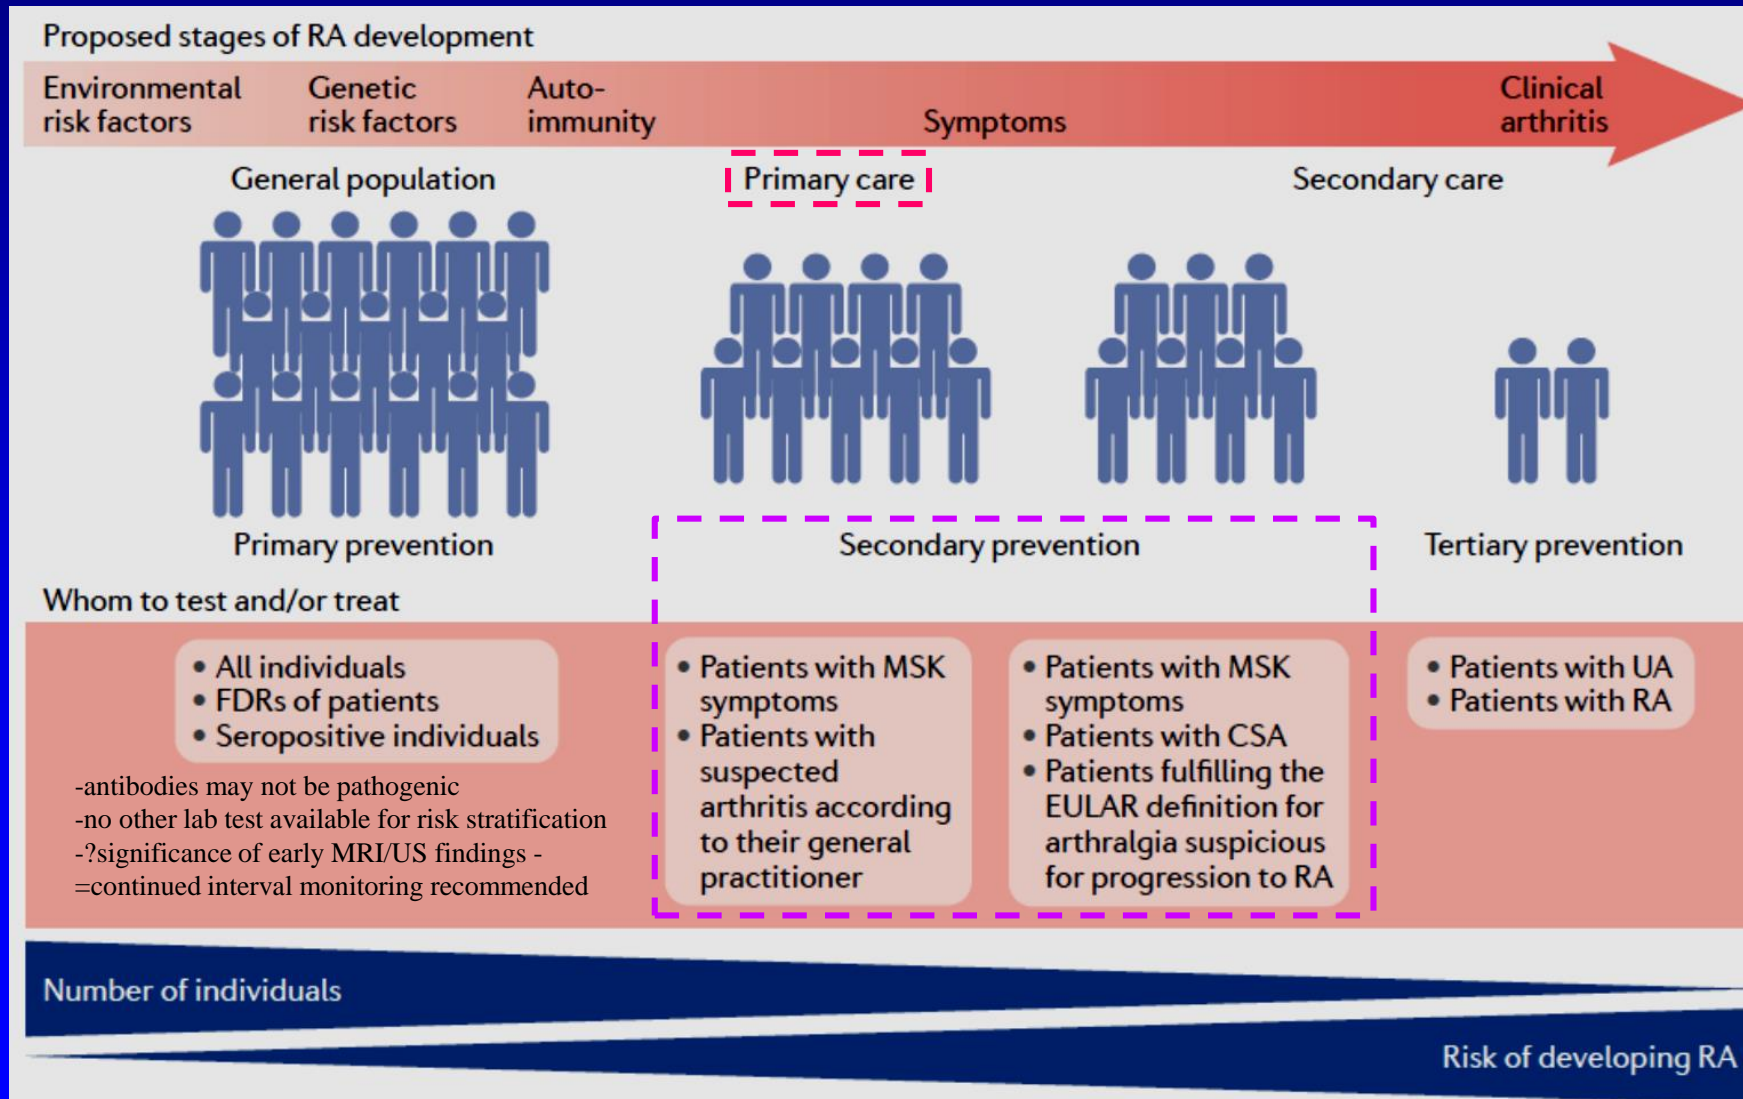 Proposed stages of RA development
Environmental
risk factors
Genetic
risk factors
Auto-
immunity
Symptoms
Clinical
arthritis
General population
Primary care
Secondary care
Primary prevention
Secondary prevention
Tertiary prevention
Whom to test and/or treat
• All individuals
• FDRs of patients
• Seropositive individuals
-antibodies may not be pathogenic
-no other lab test available for risk stratification
-?significance of early MRI/US findings -
=continued interval monitoring recommended
• Patients with MSK
symptoms
• Patients with
suspected
arthritis according
to their general
practitioner
• Patients with MSK
symptoms
• Patients with CSA
• Patients fulfilling the
EULAR definition for
arthralgia suspicious
for progression to RA
• Patients with UA
• Patients with RA
Number of individuals
Risk of developing RA